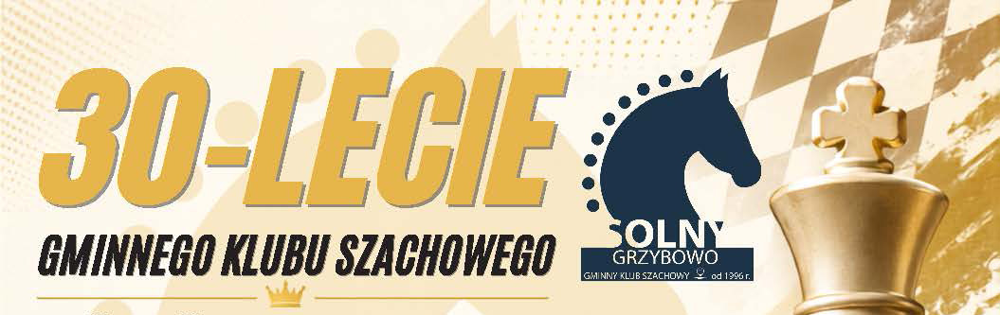 30-LECIE
GMINNEGO KLUBU SZACHOWEGO
SOLNY
GRZYBOWO
GMINNY KLUB SZACHOWY od 1996 r.